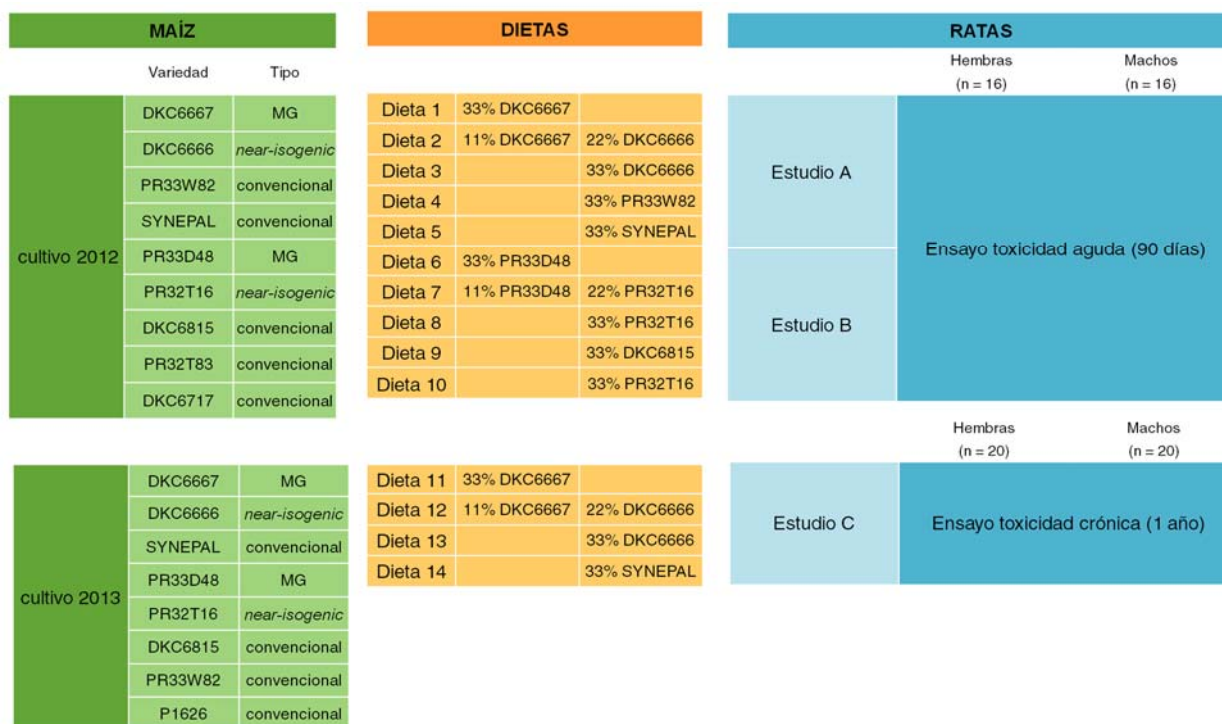 MAÍZ
Variedad Tipo
cultivo 2012
DKC6667 MG
DKC6666 near-isogenic
PR33W82 convencional
SYNEPAL convencional
PR33D48 MG
PR32T16 near-isogenic
DKC6815 convencional
PR32T83 convencional
DKC6717 convencional
cultivo 2013
DKC6667 MG
DKC6666 near-isogenic
SYNEPAL convencional
PR33D48 MG
PR32T16 near-isogenic
DKC6815 convencional
PR33W82 convencional
P1626 convencional
DIETAS
Dieta 1 33% DKC6667
Dieta 2 11% DKC6667 22% DKC6666
Dieta 3 33% DKC6666
Dieta 4 33% PR33W82
Dieta 5 33% SYNEPAL
Dieta 6 33% PR33D48
Dieta 7 11% PR33D48 22% PR32T16
Dieta 8 33% PR32T16
Dieta 9 33% DKC6815
Dieta 10 33% PR32T16
Dieta 11 33% DKC6667
Dieta 12 11% DKC6667 22% DKC6666
Dieta 13 33% DKC6666
Dieta 14 33% SYNEPAL
RATAS
Hembras Machos
(n = 16) (n = 16)
Estudio A
Estudio B
Ensayo toxicidad aguda (90 días)
Hembras Machos
(n = 20) (n = 20)
Estudio C
Ensayo toxicidad crónica (1 año)